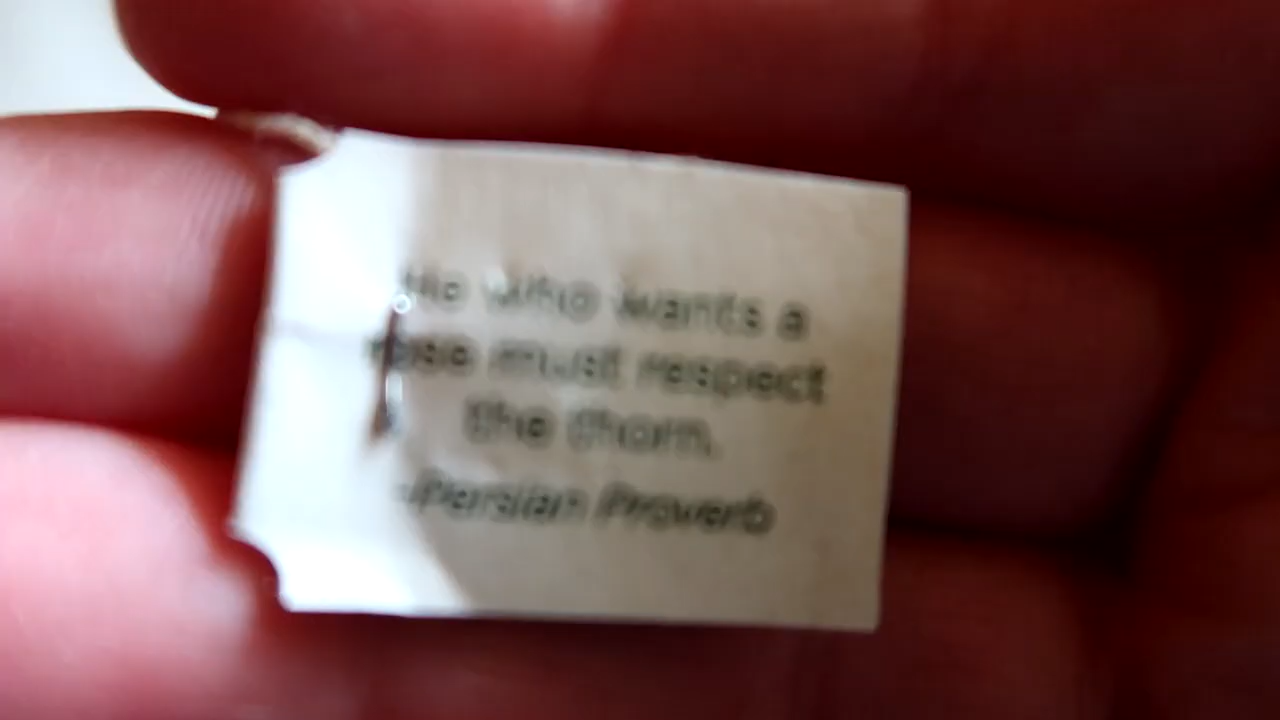 He who wants a
rose must respect
the thorn.
-Persian Proverb